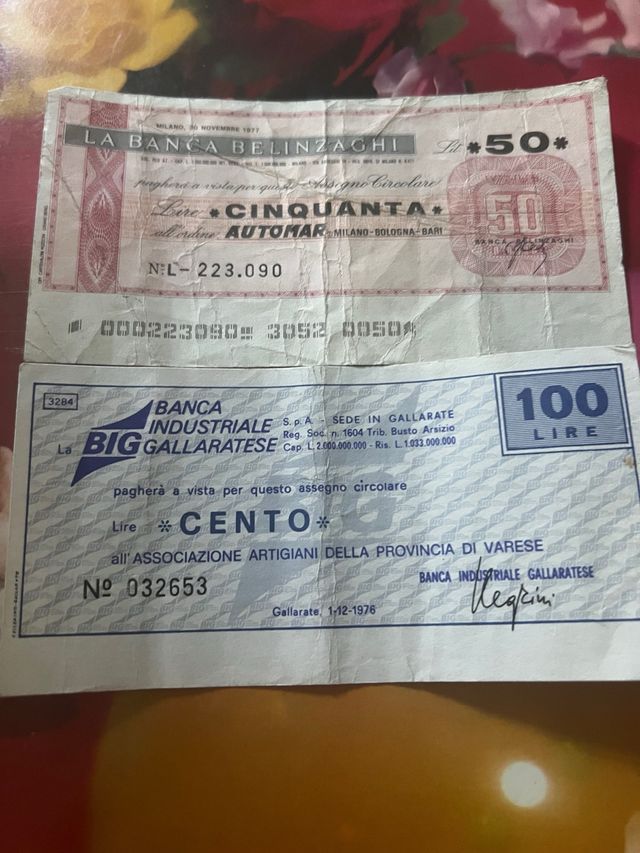 MILANO, 30 NOVEMBRE 1977
LA BANCA BELINZAGHI
Lit. *50*
pagherà a vista per questo Assegno Circolare
Lire *CINQUANTA*
50
all'ordine AUTOMAR - MILANO-BOLOGNA-BARI
BANCA BELINZAGHI
N° L- 223.090
000223090 3052 0050
3284
La BIG BANCA
INDUSTRIALE
GALLARATESE
S.p.A. - SEDE IN GALLARATE
Reg. Soc. n. 1604 Trib. Busto Arsizio
Cap. L. 2.000.000.000 - Ris. L. 1.033.000.000
100
LIRE
pagherà a vista per questo assegno circolare
Lire *CENTO*
all'ASSOCIAZIONE ARTIGIANI DELLA PROVINCIA DI VARESE
Nº 032653
BANCA INDUSTRIALE GALLARATESE
Gallarate, 1-12-1976